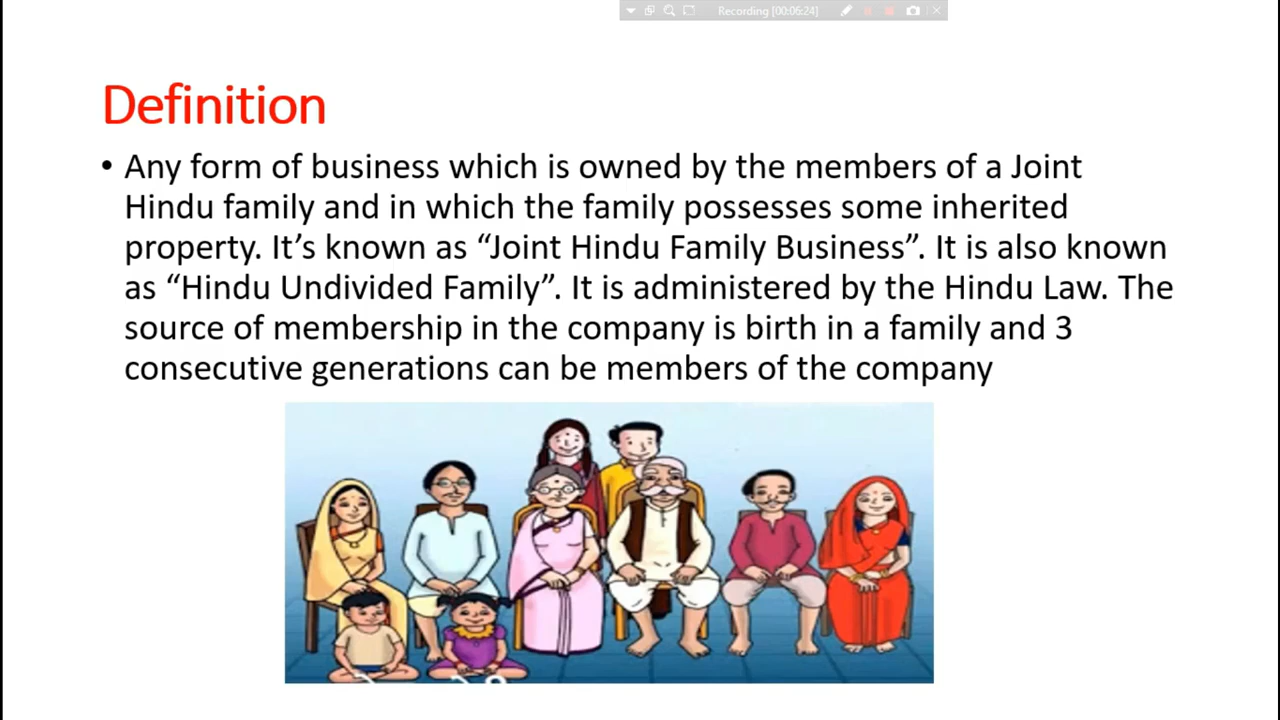 Recording [00:06:24]
Definition
• Any form of business which is owned by the members of a Joint
Hindu family and in which the family possesses some inherited
property. It’s known as “Joint Hindu Family Business”. It is also known
as “Hindu Undivided Family”. It is administered by the Hindu Law. The
source of membership in the company is birth in a family and 3
consecutive generations can be members of the company